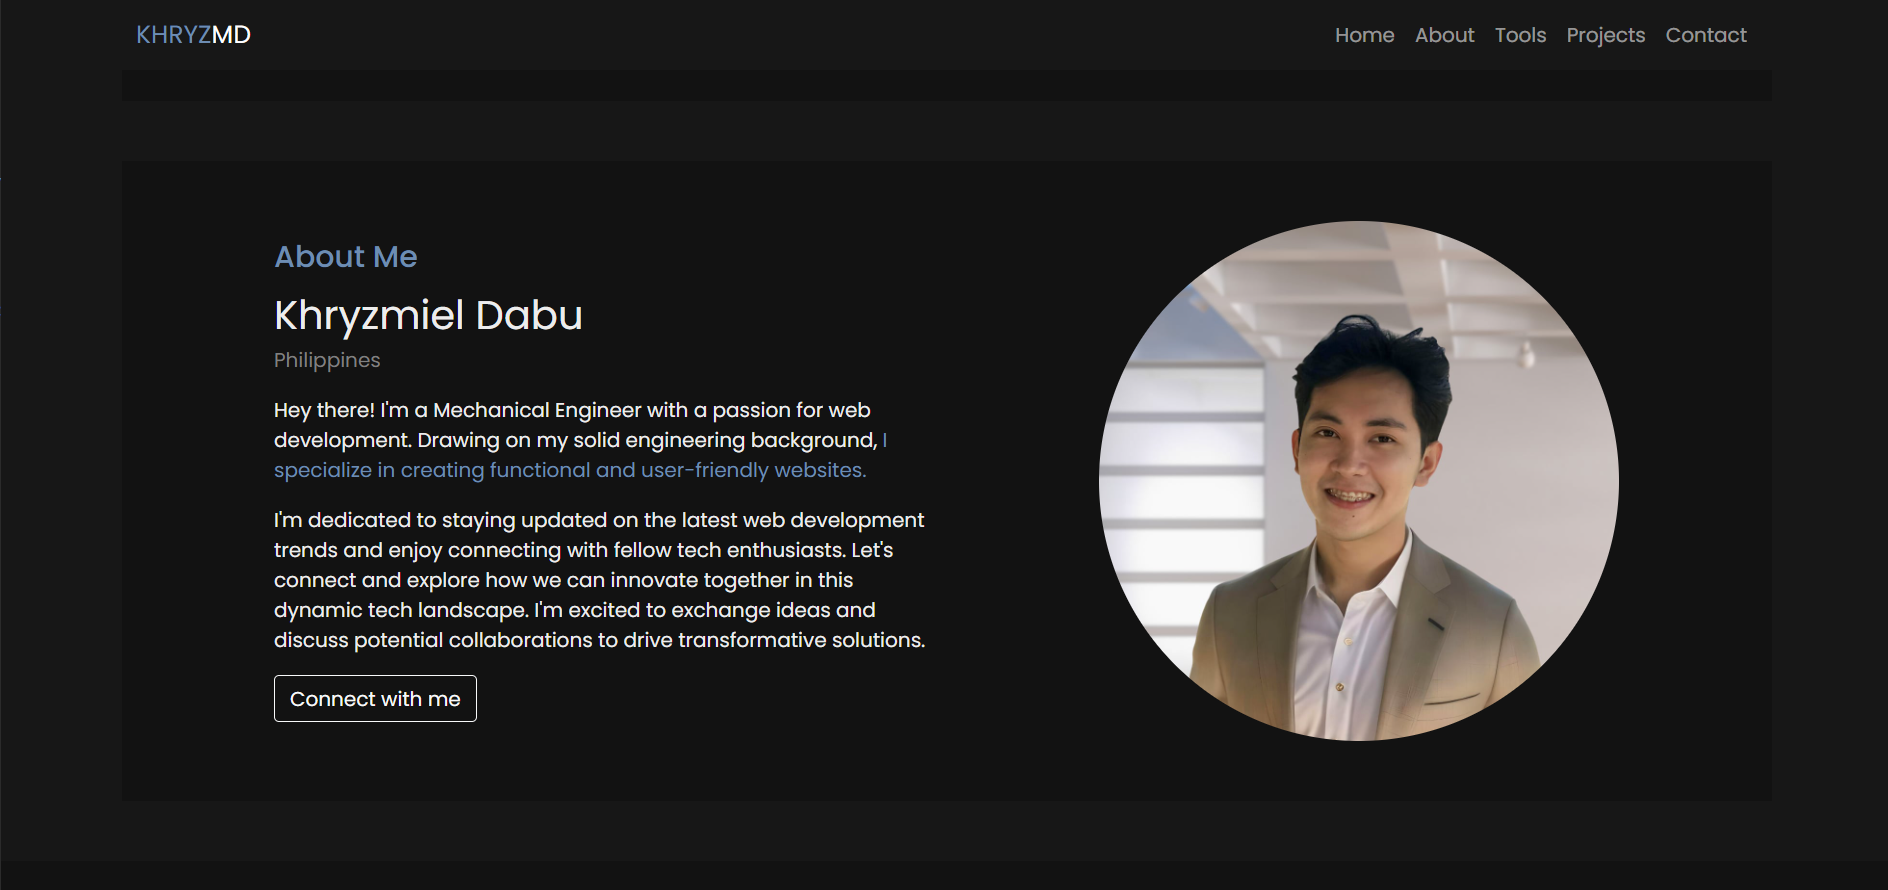 KHRYZMD
Home About Tools Projects Contact
About Me
Khryzmiel Dabu
Philippines
Hey there! I'm a Mechanical Engineer with a passion for web
development. Drawing on my solid engineering background, I
specialize in creating functional and user-friendly websites.
I'm dedicated to staying updated on the latest web development
trends and enjoy connecting with fellow tech enthusiasts. Let's
connect and explore how we can innovate together in this
dynamic tech landscape. I'm excited to exchange ideas and
discuss potential collaborations to drive transformative solutions.
Connect with me